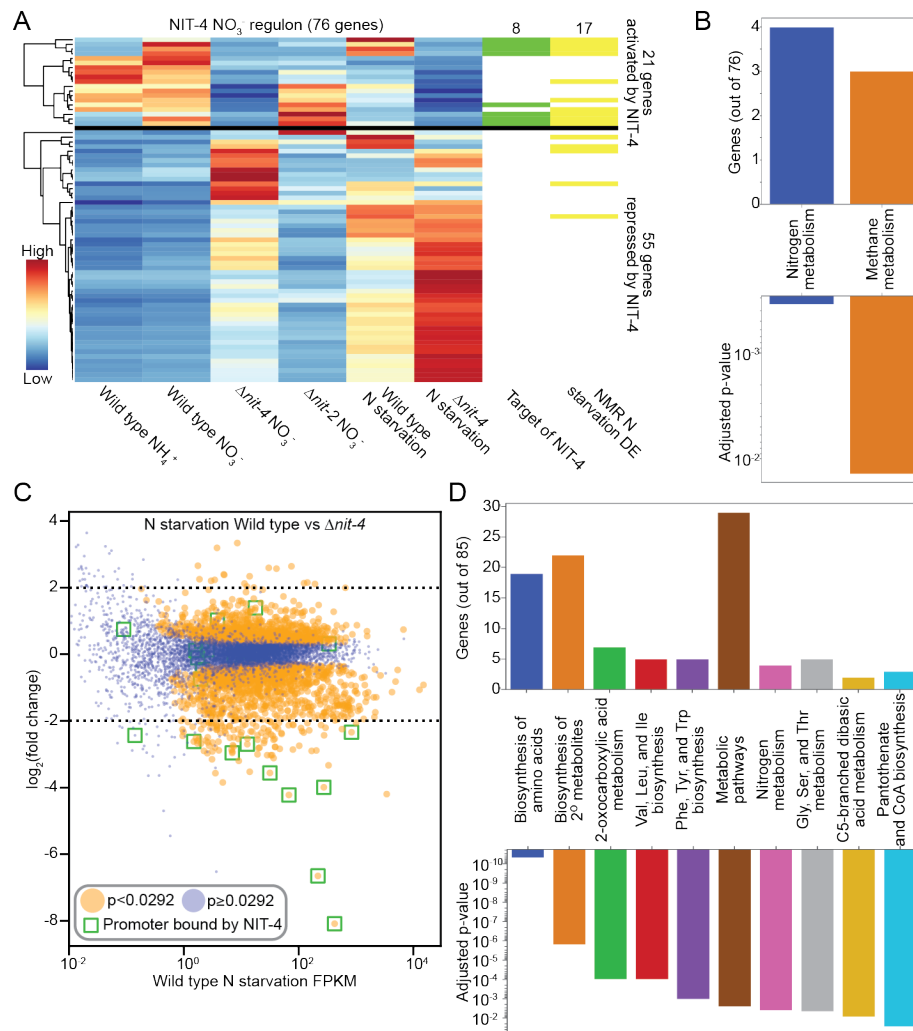 A
NIT-4 NO₃⁻ regulon (76 genes)
8
17
21 genes
activated by NIT-4
55 genes
repressed by NIT-4
High
Low
Wild type NH₄⁺
Wild type NO₃⁻
Δnit-4 NO₃⁻
Δnit-2 NO₃⁻
Wild type
N starvation
Δnit-4
N starvation
Target of NIT-4
NMR N
starvation DE
B
Genes (out of 76)
4
3
2
1
0
Nitrogen
metabolism
Methane
metabolism
Adjusted p-value
10⁻³
10⁻²
C
N starvation Wild type vs Δnit-4
log₂(fold change)
4
2
0
-2
-4
-6
-8
p<0.0292
p≥0.0292
Promoter bound by NIT-4
10⁻²
10⁰
10²
10⁴
Wild type N starvation FPKM
D
Genes (out of 85)
30
25
20
15
10
5
0
Biosynthesis of
amino acids
Biosynthesis of
2º metabolites
2-oxocarboxylic acid
metabolism
Val, Leu, and Ile
biosynthesis
Phe, Tyr, and Trp
biosynthesis
Metabolic
pathways
Nitrogen
metabolism
Gly, Ser, and Thr
metabolism
C5-branched dibasic
acid metabolism
Pantothenate
and CoA biosynthesis
Adjusted p-value
10⁻¹⁰
10⁻⁹
10⁻⁸
10⁻⁷
10⁻⁶
10⁻⁵
10⁻⁴
10⁻³
10⁻²